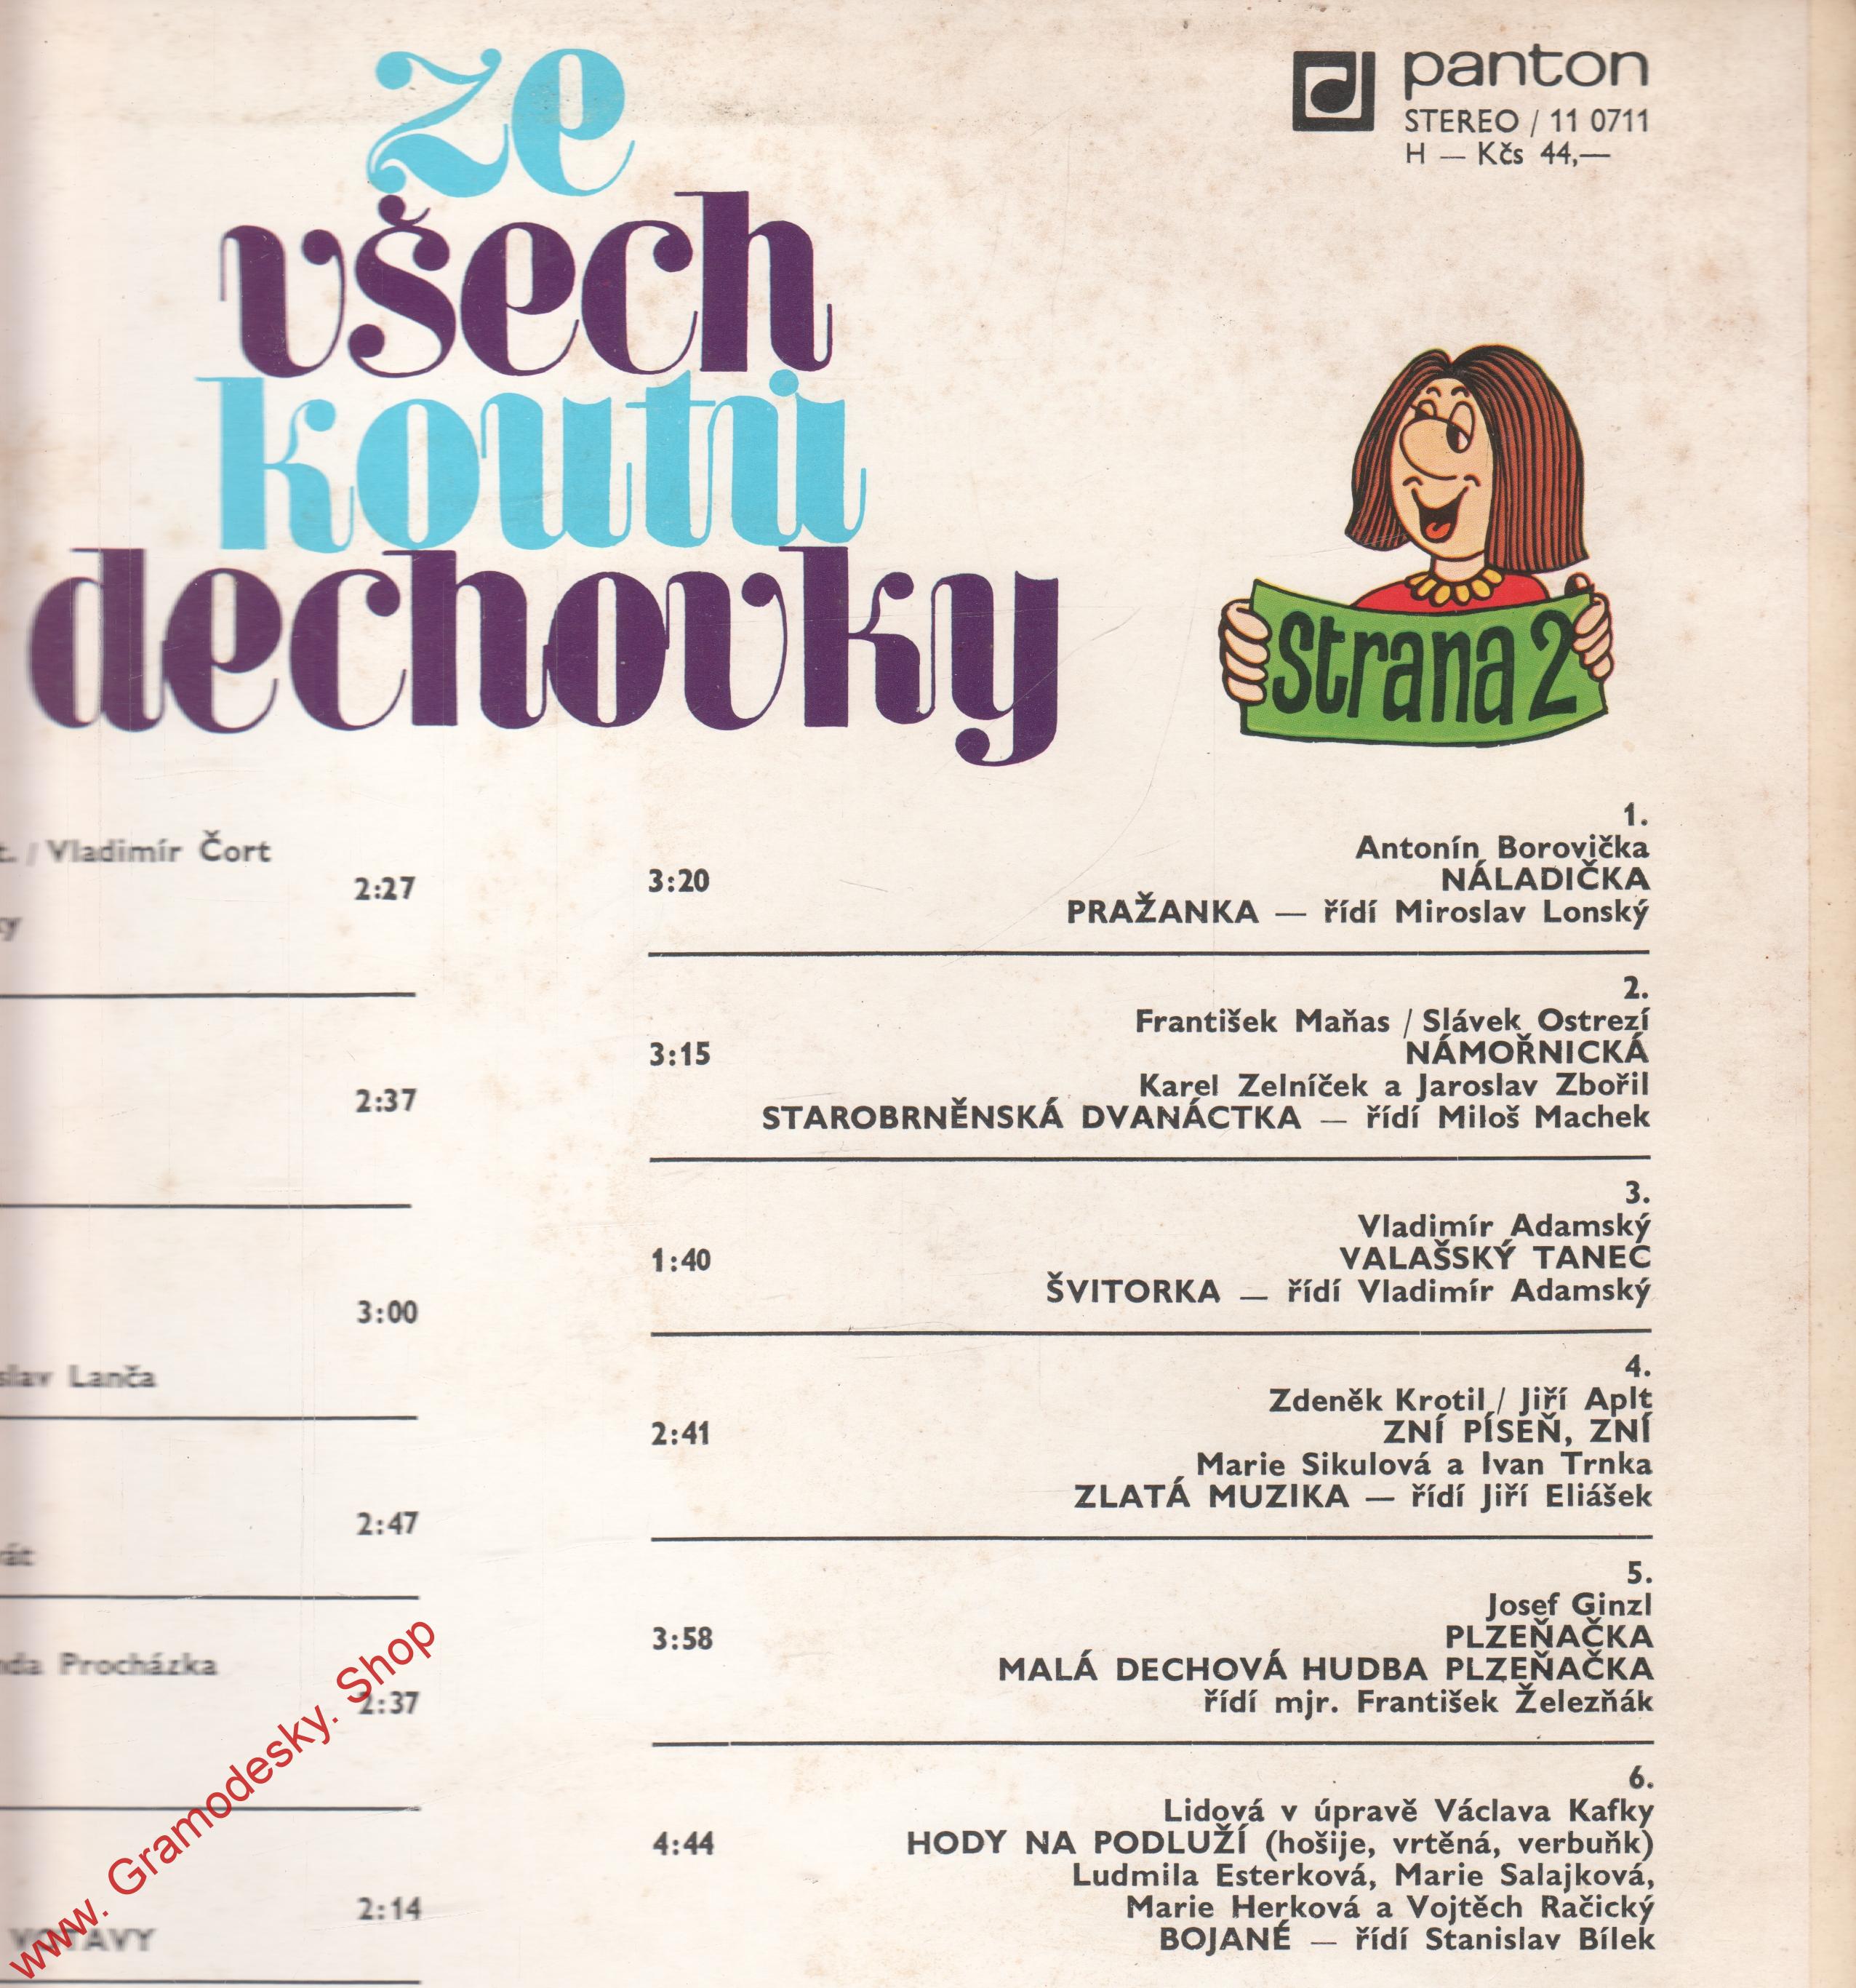 ze
všech
koutů
dechovky
panton
STEREO / 11 0711
H — Kčs 44,—
Strana 2
t. / Vladimír Čort
2:27
2:37
3:00
Lanča
2:47
Procházka
2:37
2:14
1.
Antonín Borovička
3:20 NÁLADIČKA
PRAŽANKA — řídí Miroslav Lonský
2.
František Maňas / Slávek Ostrezí
3:15 NÁMOŘNICKÁ
Karel Zelníček a Jaroslav Zbořil
STAROBRNĚNSKÁ DVANÁCTKA — řídí Miloš Machek
3.
Vladimír Adamský
1:40 VALAŠSKÝ TANEC
ŠVITORKA — řídí Vladimír Adamský
4.
Zdeněk Krotil / Jiří Aplt
2:41 ZNÍ PÍSEŇ, ZNÍ
Marie Sikulová a Ivan Trnka
ZLATÁ MUZIKA — řídí Jiří Eliášek
5.
Josef Ginzl
3:58 PLZEŇAČKA
MALÁ DECHOVÁ HUDBA PLZEŇAČKA
řídí mjr. František Železňák
6.
Lidová v úpravě Václava Kafky
4:44 HODY NA PODLUŽÍ (hošije, vrtěná, verbuňk)
Ludmila Esterková, Marie Salajková,
Marie Herková a Vojtěch Račický
BOJANÉ — řídí Stanislav Bílek
www. Gramodesky. Shop